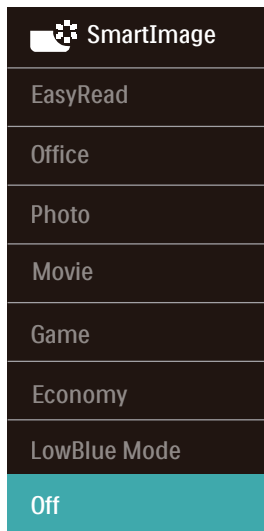 SmartImage
EasyRead
Office
Photo
Movie
Game
Economy
LowBlue Mode
Off